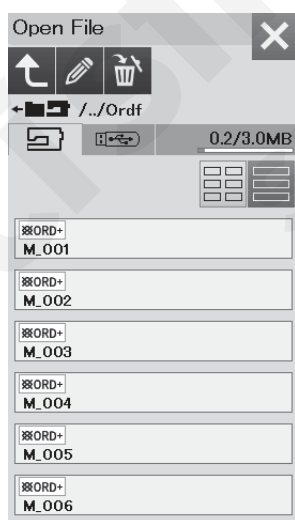 Open File
/../Ordf
0.2/3.0MB
ORD+
M_001
ORD+
M_002
ORD+
M_003
ORD+
M_004
ORD+
M_005
ORD+
M_006